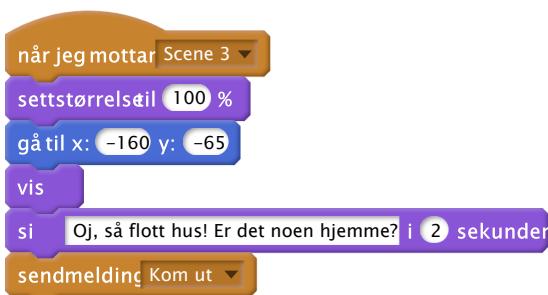 når jeg mottar Scene 3
sett størrelse til 100 %
gå til x: -160 y: -65
vis
si Oj, så flott hus! Er det noen hjemme? i 2 sekunder
send melding Kom ut